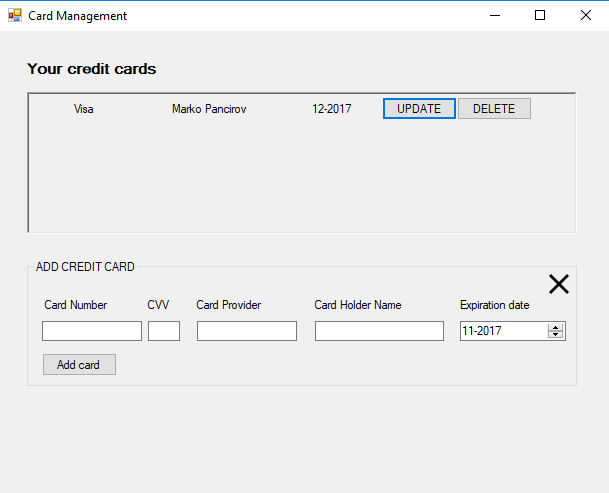 Card Management
Your credit cards
Visa Marko Pancirov 12-2017 UPDATE DELETE
ADD CREDIT CARD
Card Number CVV Card Provider Card Holder Name Expiration date
11-2017
Add card